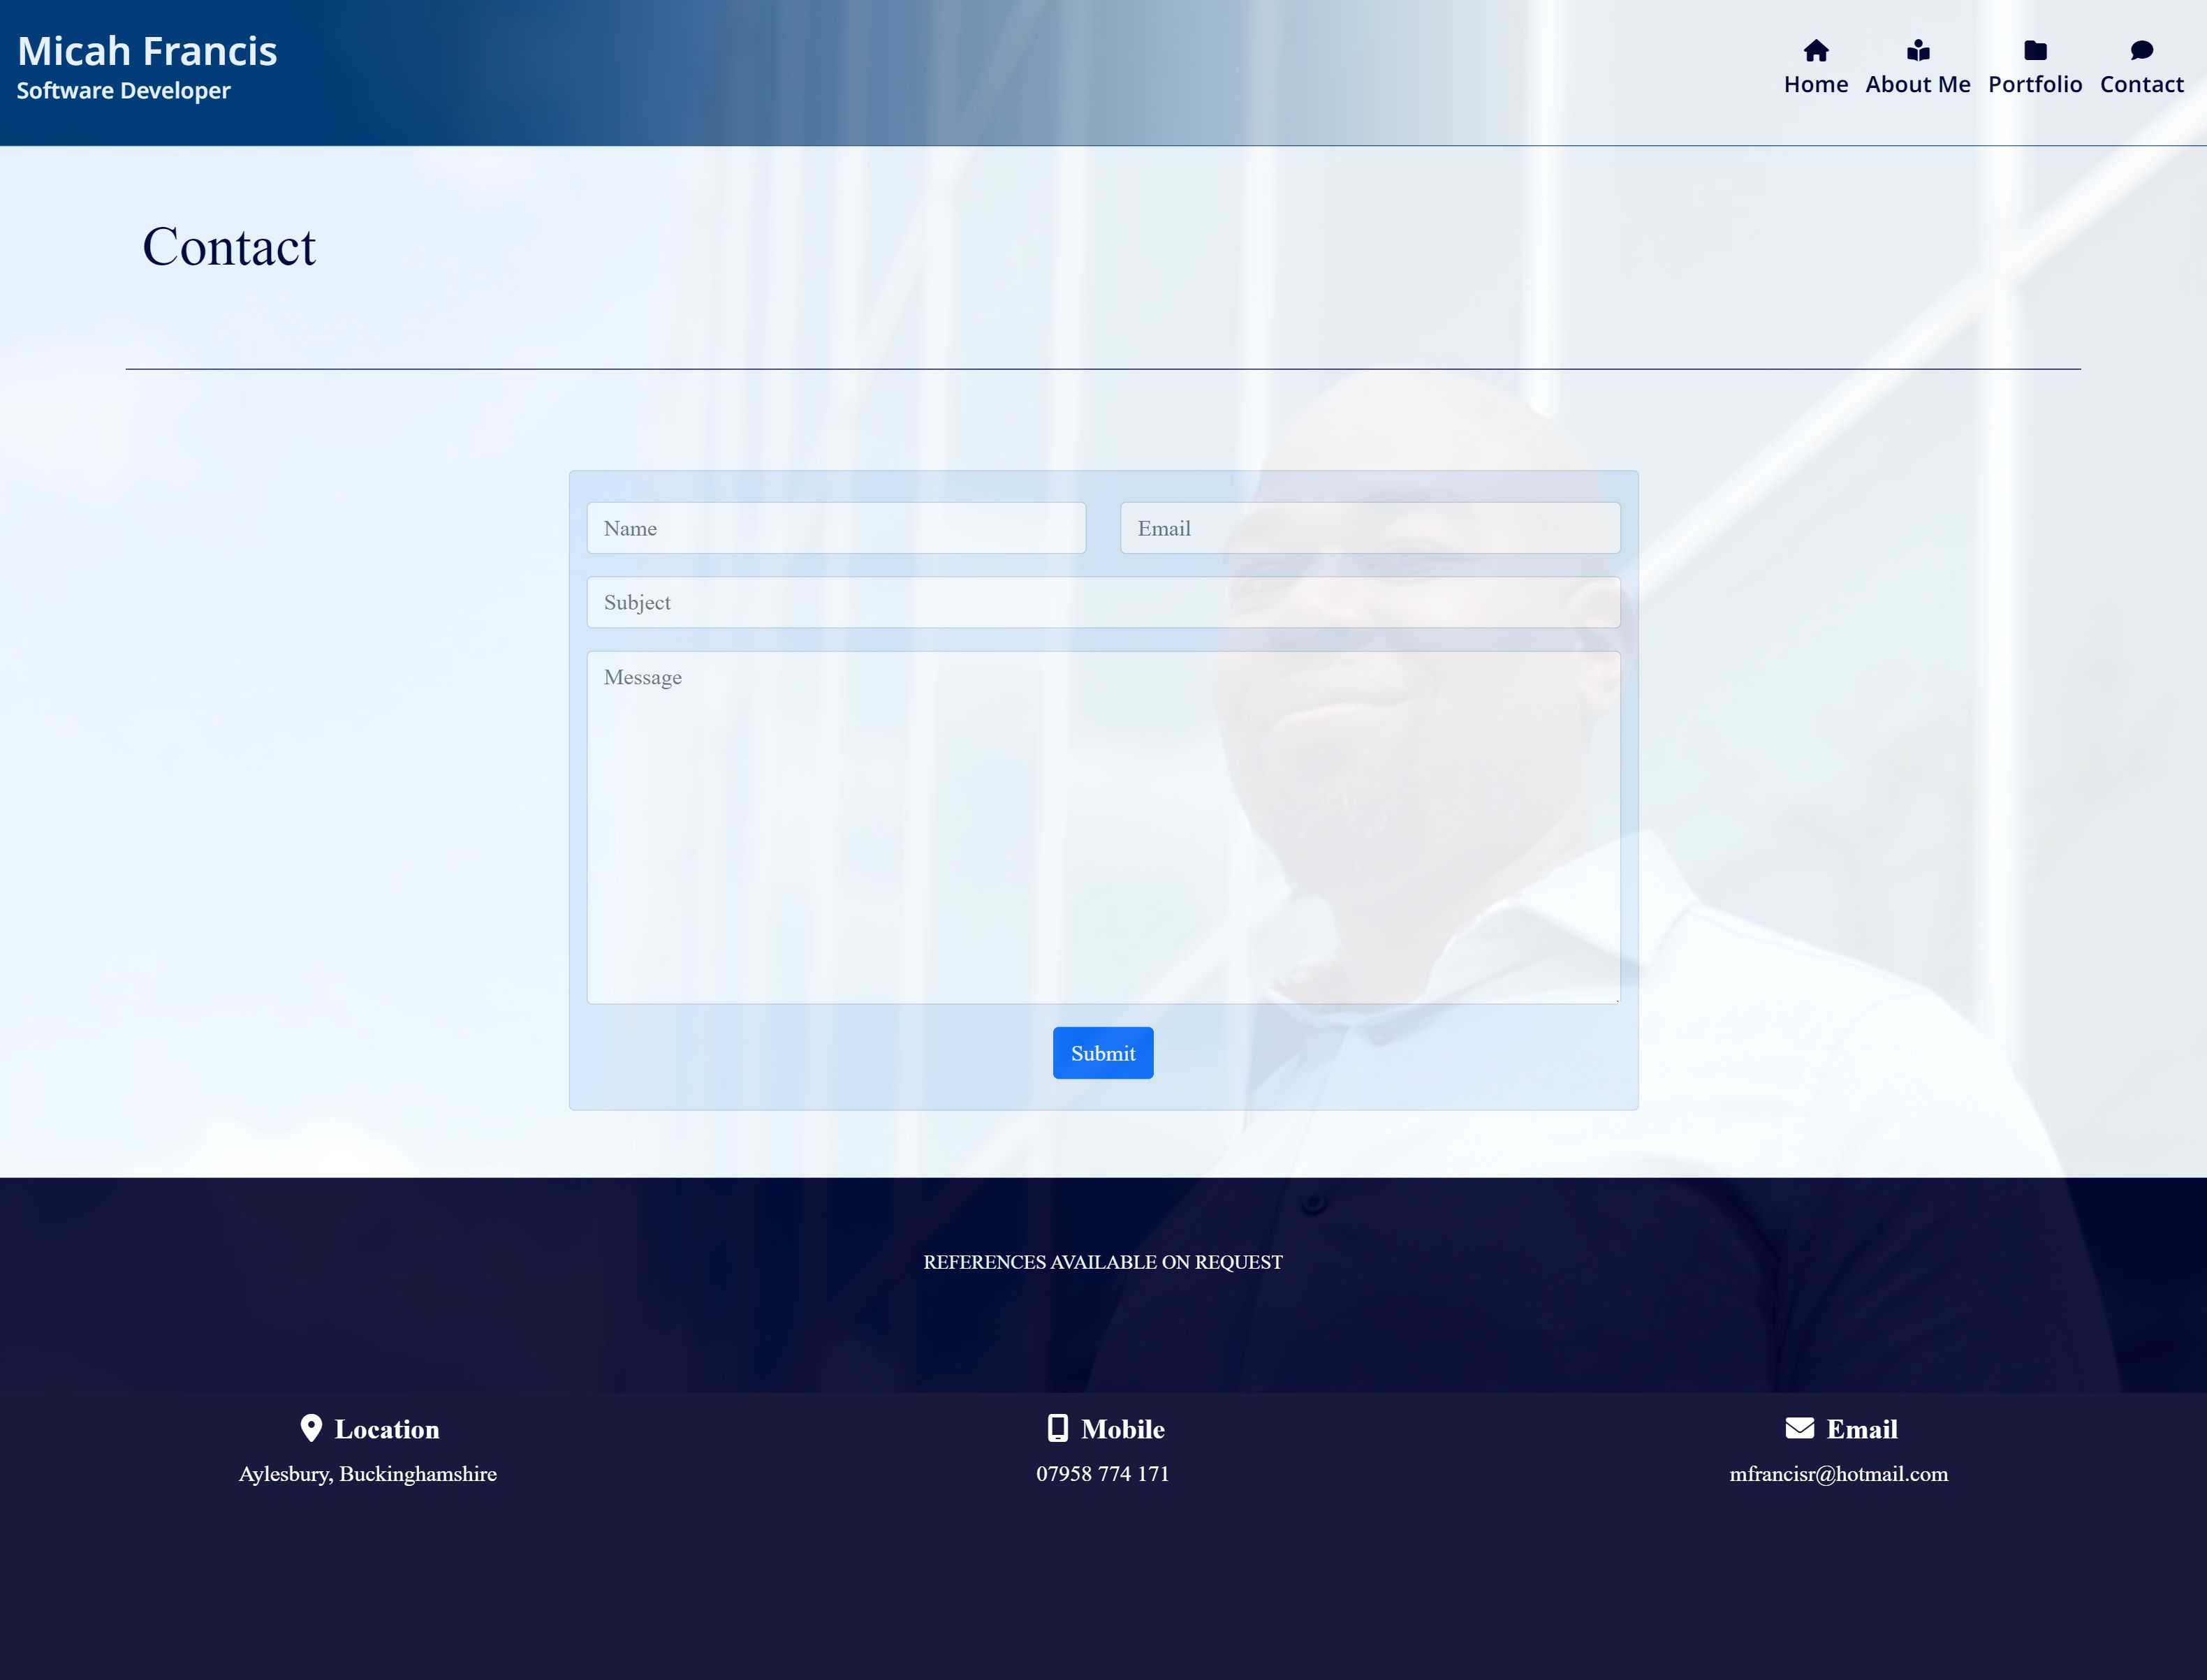 Micah Francis
Software Developer
Home About Me Portfolio Contact
Contact
Name Email
Subject
Message
Submit
REFERENCES AVAILABLE ON REQUEST
Location Mobile Email
Aylesbury, Buckinghamshire 07958 774 171 mfrancisr@hotmail.com